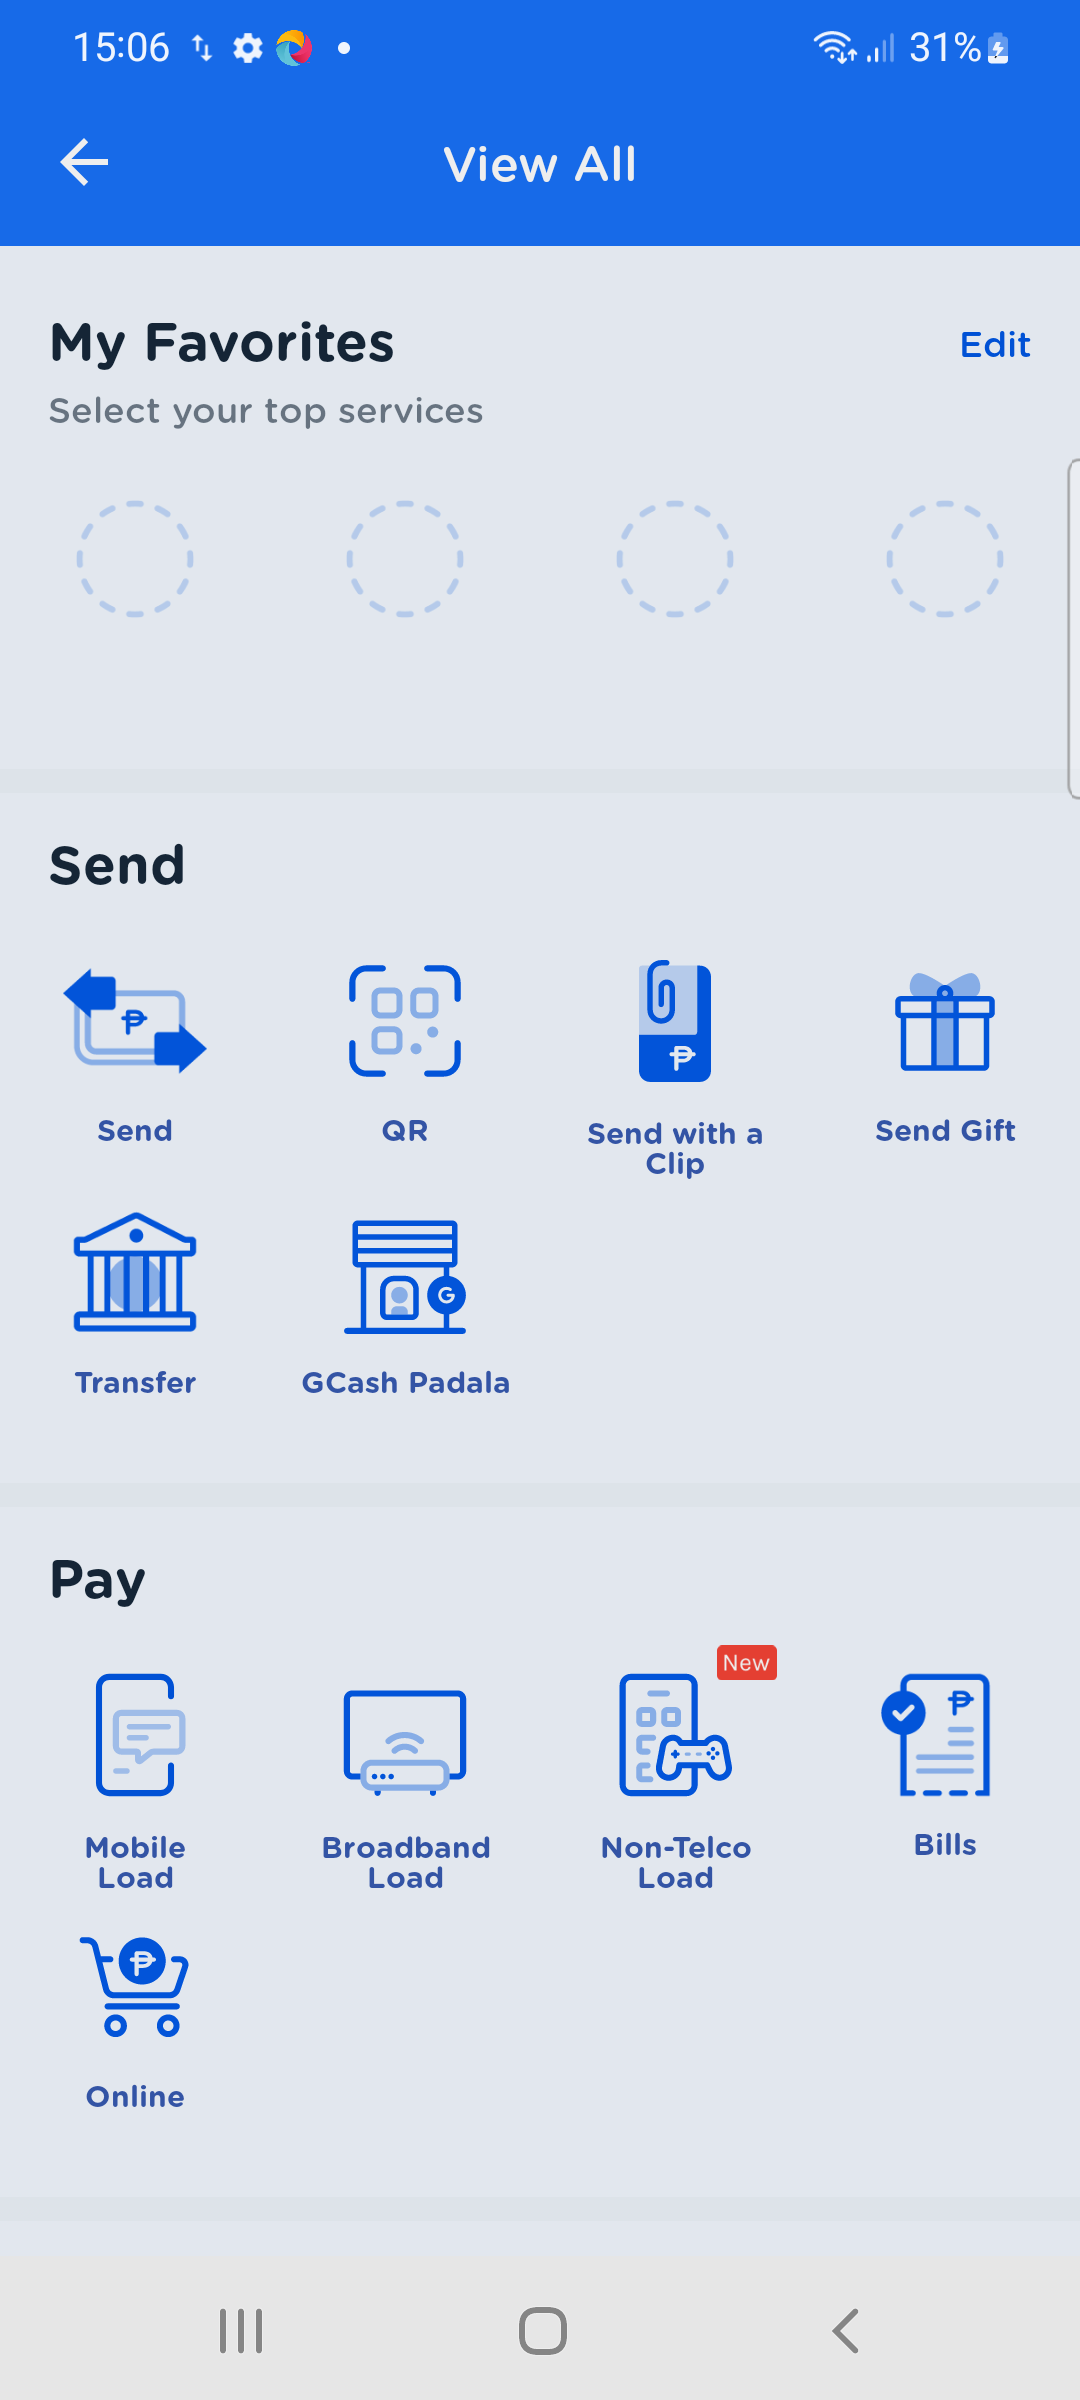 15:06
31%
View All
My Favorites
Edit
Select your top services
Send
Send
QR
Send with a
Clip
Send Gift
Transfer
GCash Padala
Pay
New
Mobile
Load
Broadband
Load
Non-Telco
Load
Bills
Online